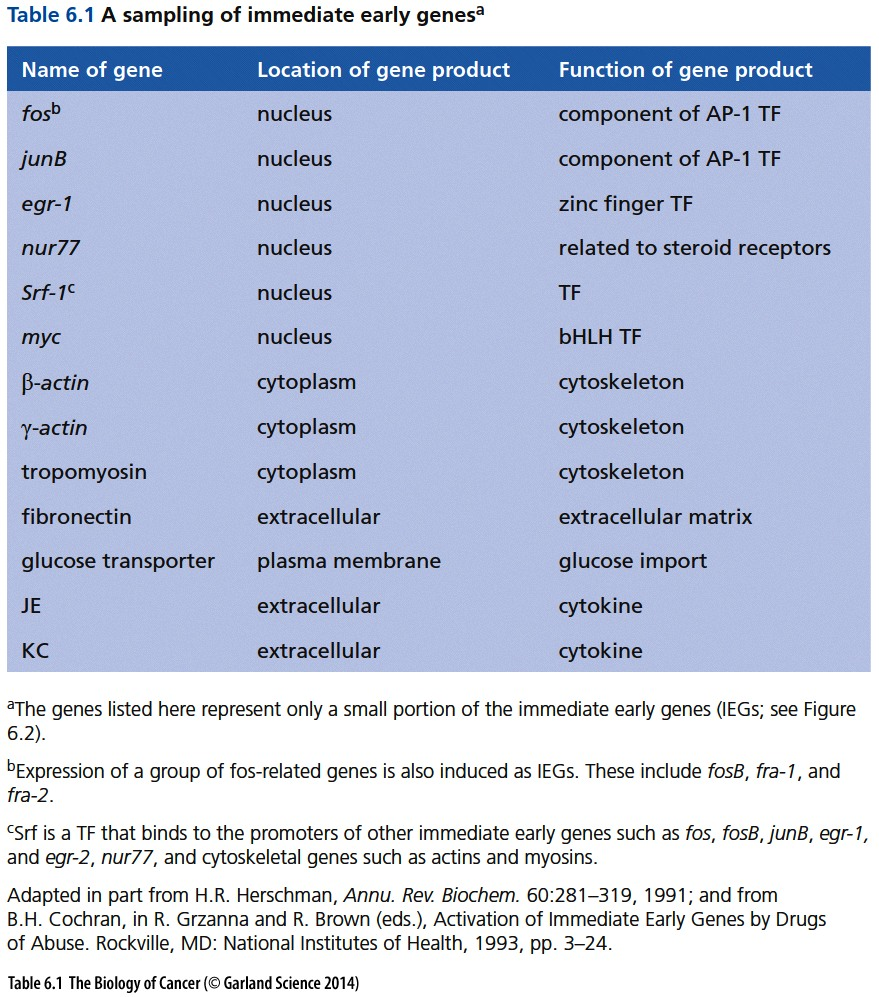 Table 6.1 A sampling of immediate early genesᵃ
Name of gene Location of gene product Function of gene product
fosᵇ nucleus component of AP-1 TF
junB nucleus component of AP-1 TF
egr-1 nucleus zinc finger TF
nur77 nucleus related to steroid receptors
Srf-1ᶜ nucleus TF
myc nucleus bHLH TF
β-actin cytoplasm cytoskeleton
γ-actin cytoplasm cytoskeleton
tropomyosin cytoplasm cytoskeleton
fibronectin extracellular extracellular matrix
glucose transporter plasma membrane glucose import
JE extracellular cytokine
KC extracellular cytokine
ᵃThe genes listed here represent only a small portion of the immediate early genes (IEGs; see Figure
6.2).
ᵇExpression of a group of fos-related genes is also induced as IEGs. These include fosB, fra-1, and
fra-2.
ᶜSrf is a TF that binds to the promoters of other immediate early genes such as fos, fosB, junB, egr-1,
and egr-2, nur77, and cytoskeletal genes such as actins and myosins.
Adapted in part from H.R. Herschman, Annu. Rev. Biochem. 60:281–319, 1991; and from
B.H. Cochran, in R. Grzanna and R. Brown (eds.), Activation of Immediate Early Genes by Drugs
of Abuse. Rockville, MD: National Institutes of Health, 1993, pp. 3–24.
Table 6.1 The Biology of Cancer (© Garland Science 2014)